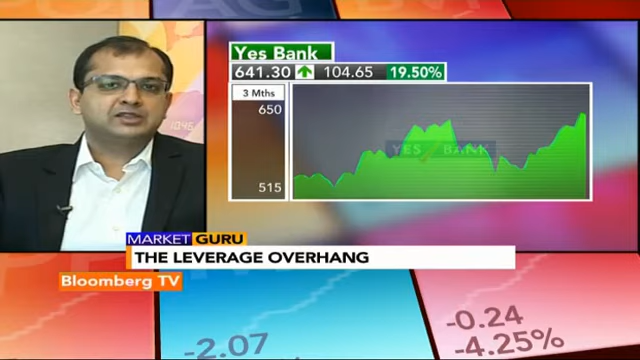 Yes Bank
641.30 104.65 19.50%
3 Mths
650
YES BANK
515
MARKET GURU
THE LEVERAGE OVERHANG
Bloomberg TV
-2.07
-0.24
-4.25%